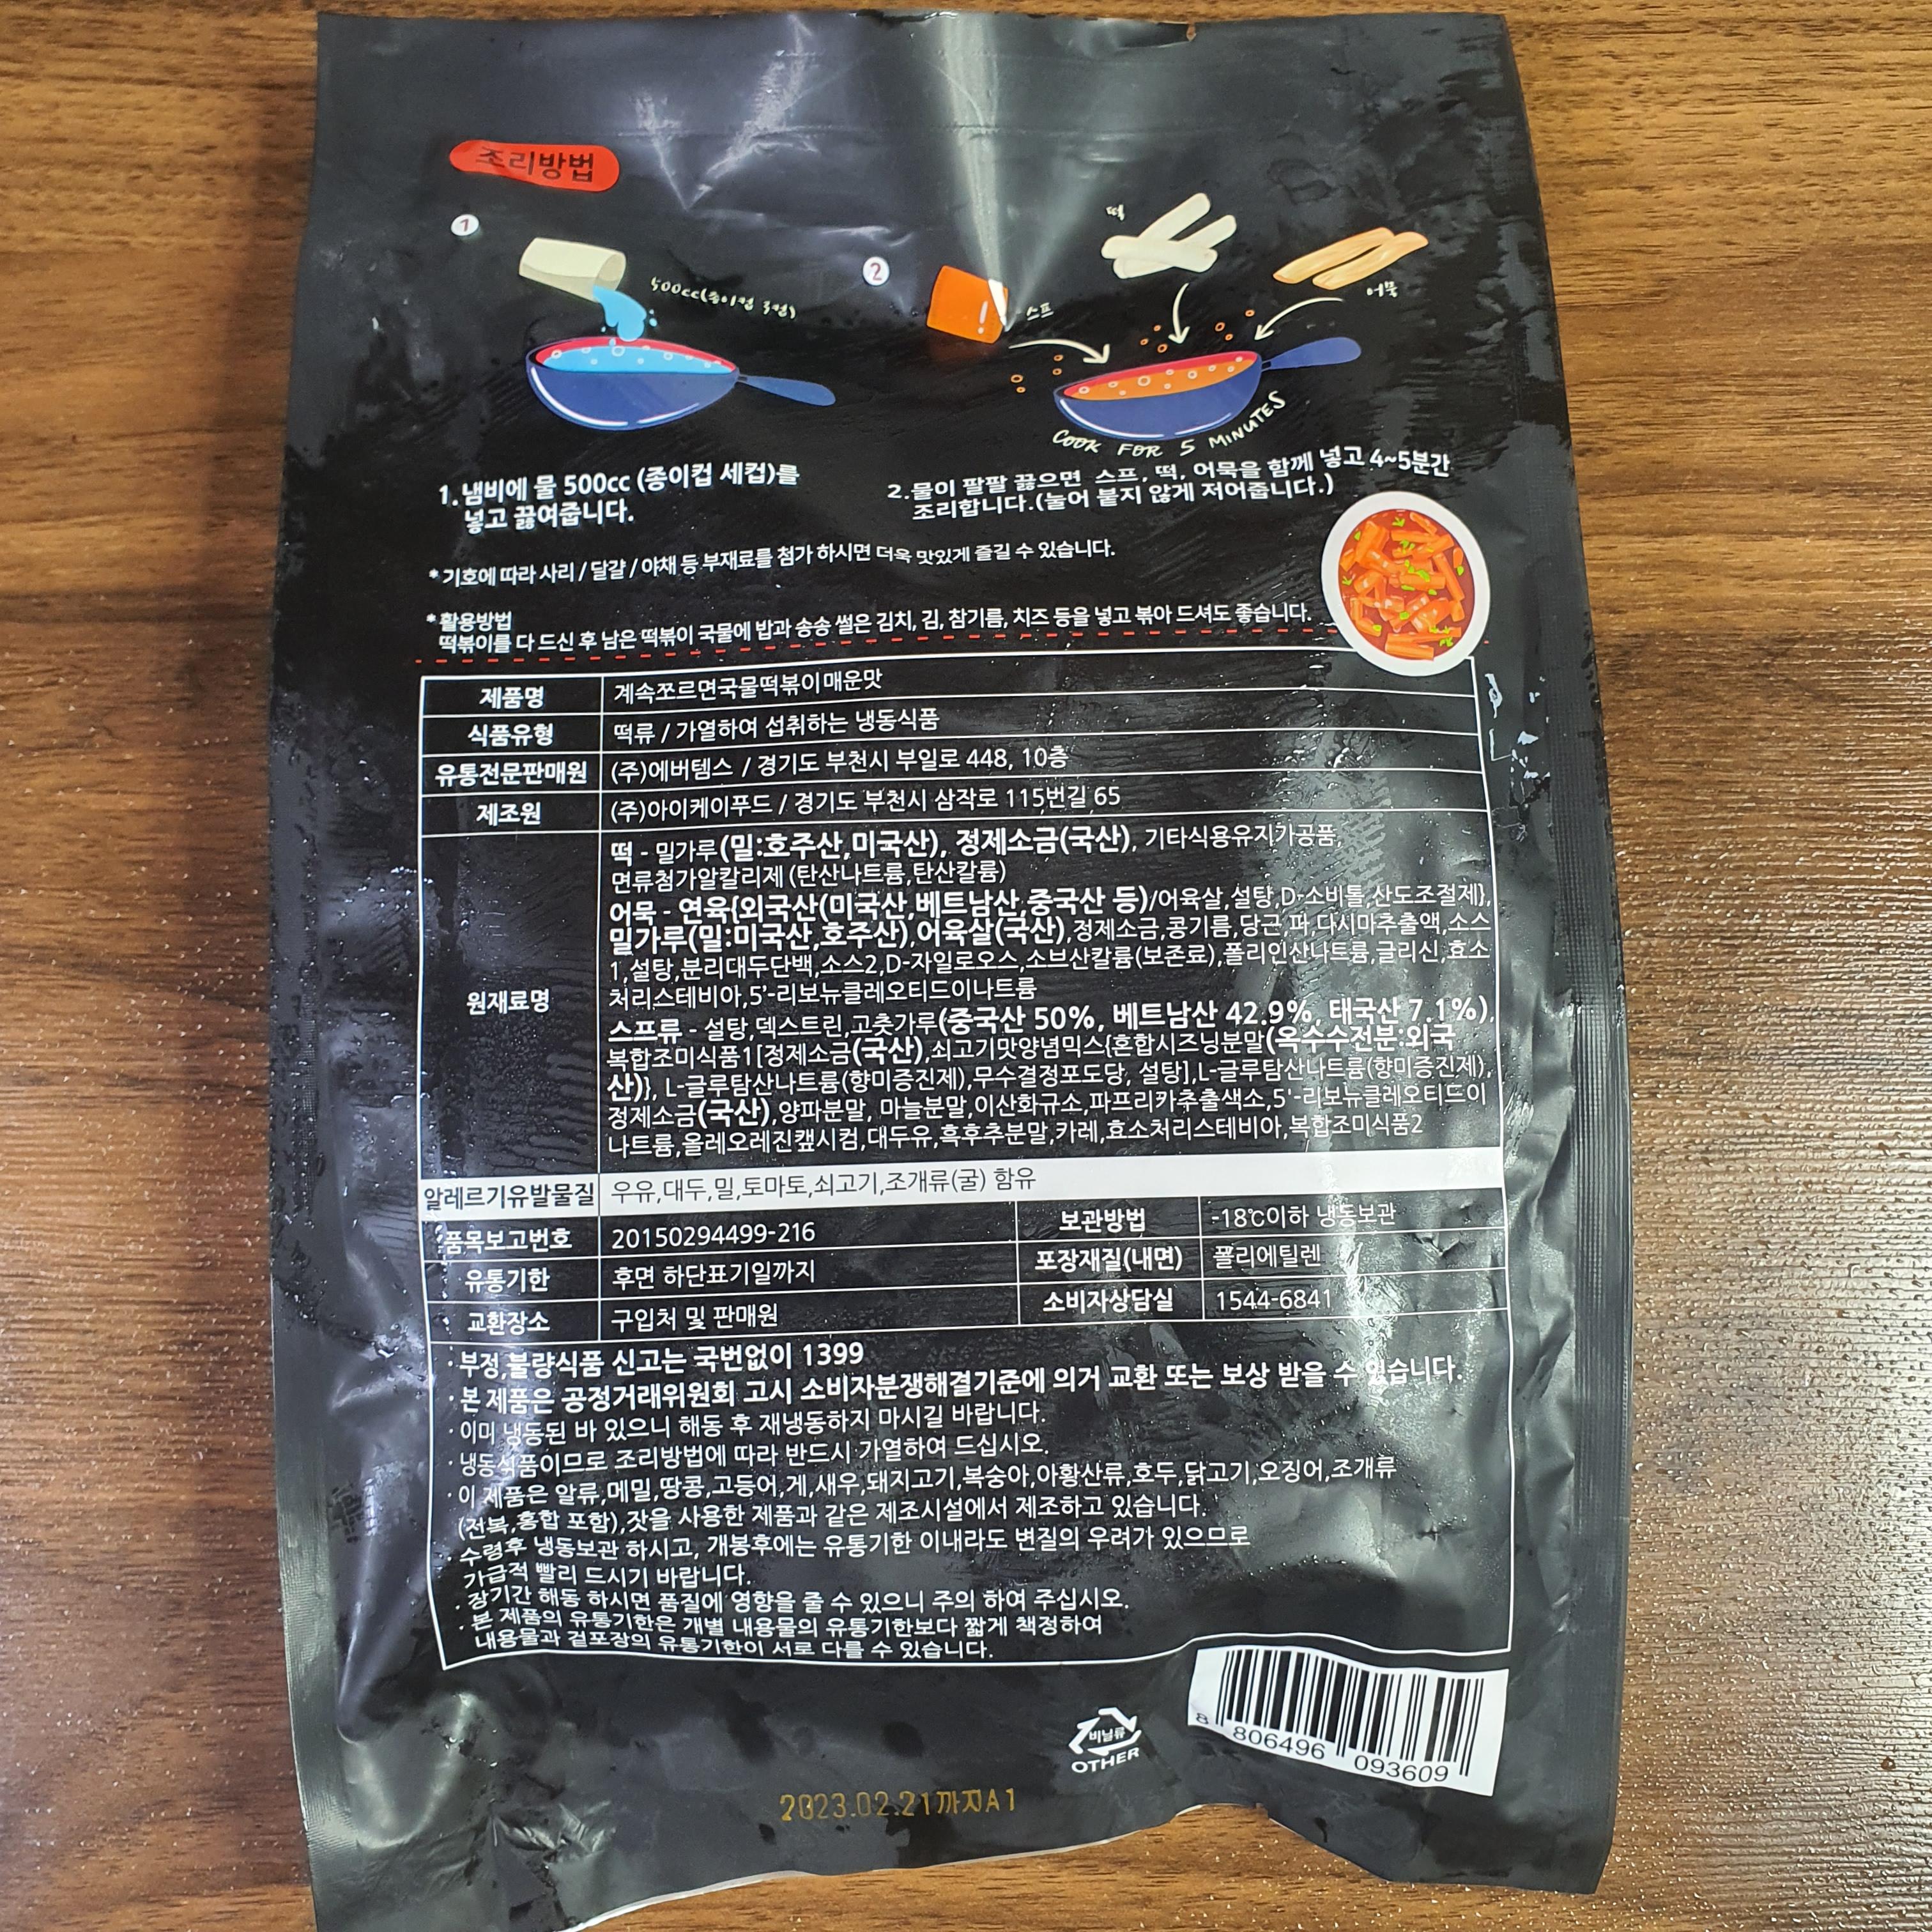 조리방법
1
500cc(종이컵 3컵)
2
스프
떡
어묵
COOK FOR 5 MINUTES
1. 냄비에 물 500cc (종이컵 세컵)를
넣고 끓여줍니다.
2.물이 팔팔 끓으면 스프, 떡, 어묵을 함께 넣고 4~5분간
조리합니다.(눌어 붙지 않게 저어줍니다.)
*기호에 따라 사리 / 달걀 / 야채 등 부재료를 첨가 하시면 더욱 맛있게 즐길 수 있습니다.
*활용방법
떡볶이를 다 드신 후 남은 떡볶이 국물에 밥과 송송 썰은 김치, 김, 참기름, 치즈 등을 넣고 볶아 드셔도 좋습니다.
제품명 계속쪼르면국물떡볶이매운맛
식품유형 떡류 / 가열하여 섭취하는 냉동식품
유통전문판매원 (주)에버템스 / 경기도 부천시 부일로 448, 10층
제조원 (주)아이케이푸드 / 경기도 부천시 삼작로 115번길 65
원재료명
떡 - 밀가루(밀:호주산,미국산), 정제소금(국산), 기타식용유지가공품,
면류첨가알칼리제 (탄산나트륨,탄산칼륨)
어묵 - 연육{외국산(미국산,베트남산,중국산 등)/어육살,설탕,D-소비톨,산도조절제},
밀가루(밀:미국산,호주산),어육살(국산),정제소금,콩기름,당근,파,다시마추출액,소스
1,설탕,분리대두단백,소스2,D-자일로오스,소브산칼륨(보존료),폴리인산나트륨,글리신,효소
처리스테비아,5'-리보뉴클레오티드이나트륨
스프류 - 설탕,덱스트린,고춧가루(중국산 50%, 베트남산 42.9%, 태국산 7.1%),
복합조미식품1[정제소금(국산),쇠고기맛양념믹스{혼합시즈닝분말(옥수수전분:외국
산)}, L-글루탐산나트륨(향미증진제),무수결정포도당, 설탕],L-글루탐산나트륨(향미증진제),
정제소금(국산),양파분말, 마늘분말,이산화규소,파프리카추출색소,5'-리보뉴클레오티드이
나트륨,올레오레진캪시컴,대두유,흑후추분말,카레,효소처리스테비아,복합조미식품2
알레르기유발물질 우유,대두,밀,토마토,쇠고기,조개류(굴) 함유
품목보고번호 20150294499-216 보관방법 -18℃이하 냉동보관
유통기한 후면 하단표기일까지 포장재질(내면) 폴리에틸렌
교환장소 구입처 및 판매원 소비자상담실 1544-6841
· 부정,불량식품 신고는 국번없이 1399
· 본 제품은 공정거래위원회 고시 소비자분쟁해결기준에 의거 교환 또는 보상 받을 수 있습니다.
· 이미 냉동된 바 있으니 해동 후 재냉동하지 마시길 바랍니다.
· 냉동식품이므로 조리방법에 따라 반드시 가열하여 드십시오.
· 이 제품은 알류,메밀,땅콩,고등어,게,새우,돼지고기,복숭아,아황산류,호두,닭고기,오징어,조개류
(전복,홍합 포함),잣을 사용한 제품과 같은 제조시설에서 제조하고 있습니다.
· 수령후 냉동보관 하시고, 개봉후에는 유통기한 이내라도 변질의 우려가 있으므로
가급적 빨리 드시기 바랍니다.
· 장기간 해동 하시면 품질에 영향을 줄 수 있으니 주의 하여 주십시오.
· 본 제품의 유통기한은 개별 내용물의 유통기한보다 짧게 책정하여
내용물과 겉포장의 유통기한이 서로 다를 수 있습니다.
비닐류
OTHER
8 806496 093609
2023.02.21까지A1